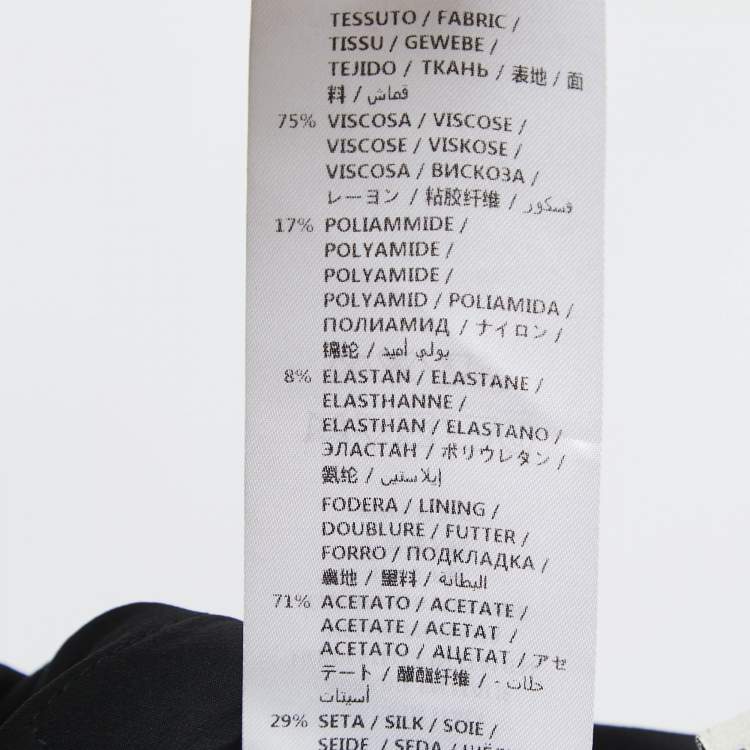 TESSUTO / FABRIC /
TISSU / GEWEBE /
TEJIDO / ТКАНЬ / 表地 / 面
料 / قماش
75% VISCOSA / VISCOSE /
VISCOSE / VISKOSE /
VISCOSA / ВИСКОЗА /
レーヨン / 粘胶纤维 / فسكور
17% POLIAMMIDE /
POLYAMIDE /
POLYAMIDE /
POLYAMID / POLIAMIDA /
ПОЛИАМИД / ナイロン /
锦纶 / بولي أميد
8% ELASTAN / ELASTANE /
ELASTHANNE /
ELASTHAN / ELASTANO /
ЭЛАСТАН / ポリウレタン /
氨纶 / إيلاستين
FODERA / LINING /
DOUBLURE / FUTTER /
FORRO / ПОДКЛАДКА /
裏地 / 里料 / البطانة
71% ACETATO / ACETATE /
ACETATE / ACETAT /
ACETATO / АЦЕТАТ / アセ
テート / 醋酯纤维 / خلات -
أسيتات
29% SETA / SILK / SOIE /
SEIDE / SEDA /